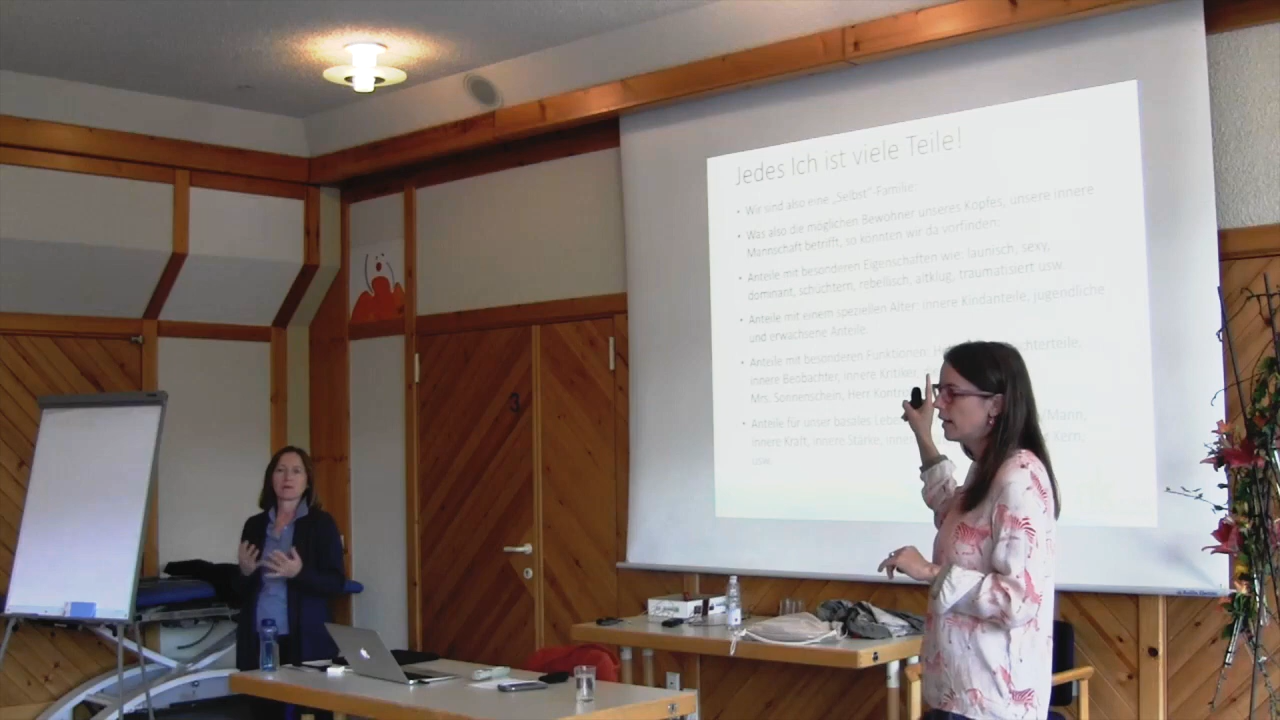 Jedes Ich ist viele Teile!
• Wir sind also eine „Selbst"-Familie:
• Was also die möglichen Bewohner unseres Kopfes, unsere innere
Mannschaft betrifft, so könnten wir da vorfinden:
• Anteile mit besonderen Eigenschaften wie: launisch, sexy,
dominant, schüchtern, rebellisch, altklug, traumatisiert usw.
• Anteile mit einem speziellen Alter: innere Kindanteile, jugendliche
und erwachsene Anteile.
• Anteile mit besonderen Funktionen:
innere Beobachter, innere Kritiker,
Mrs. Sonnenschein, Herr
• Anteile für unser basales Mann,
innere Kraft, innere Stärke, Kern,
usw.
3